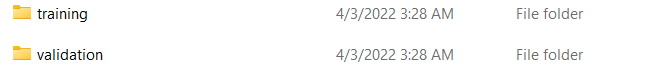 training 4/3/2022 3:28 AM File folder
validation 4/3/2022 3:28 AM File folder